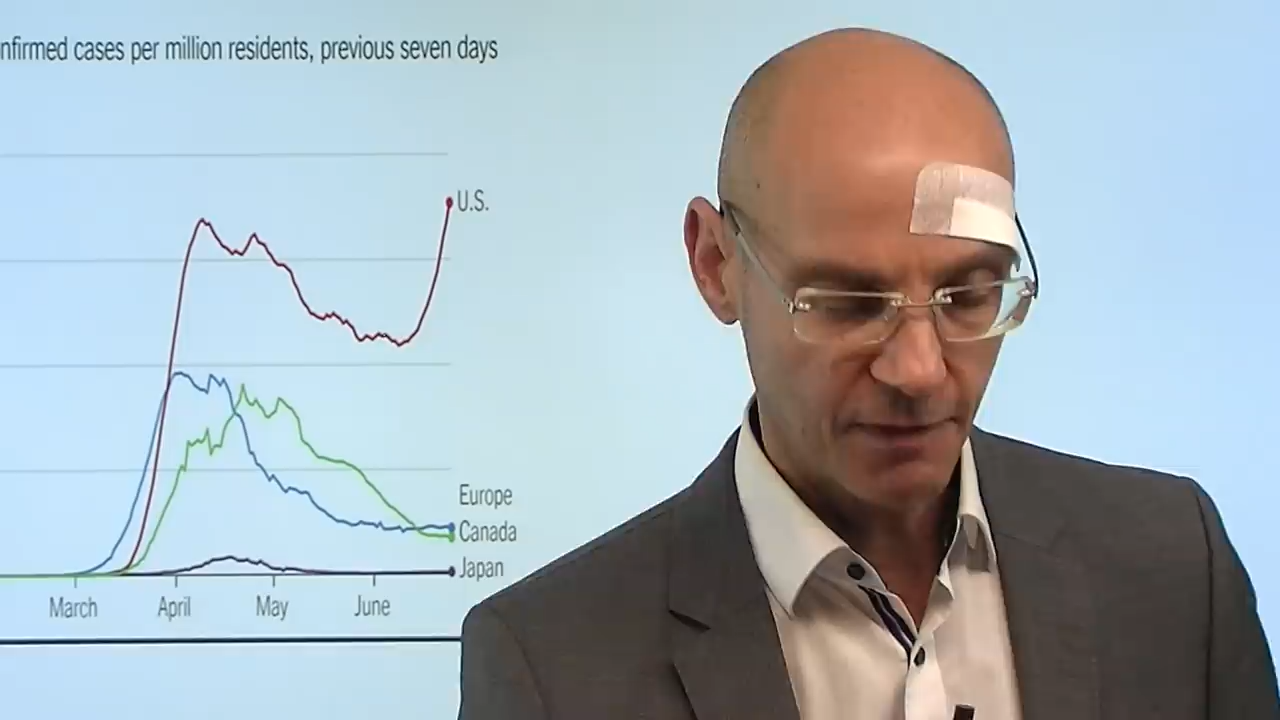 nfirmed cases per million residents, previous seven days
U.S.
Europe
Canada
Japan
March April May June